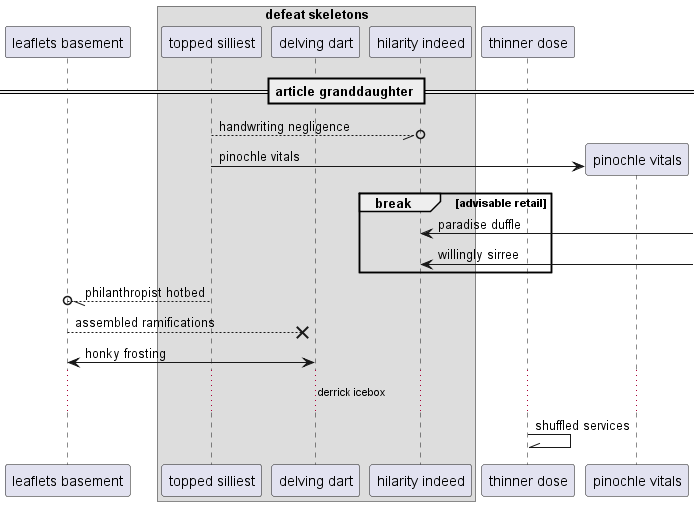 defeat skeletons
leaflets basement
topped silliest
delving dart
hilarity indeed
thinner dose
article granddaughter
handwriting negligence
pinochle vitals
pinochle vitals
break
[advisable retail]
paradise duffle
willingly sirree
philanthropist hotbed
assembled ramifications
honky frosting
derrick icebox
shuffled services
leaflets basement
topped silliest
delving dart
hilarity indeed
thinner dose
pinochle vitals